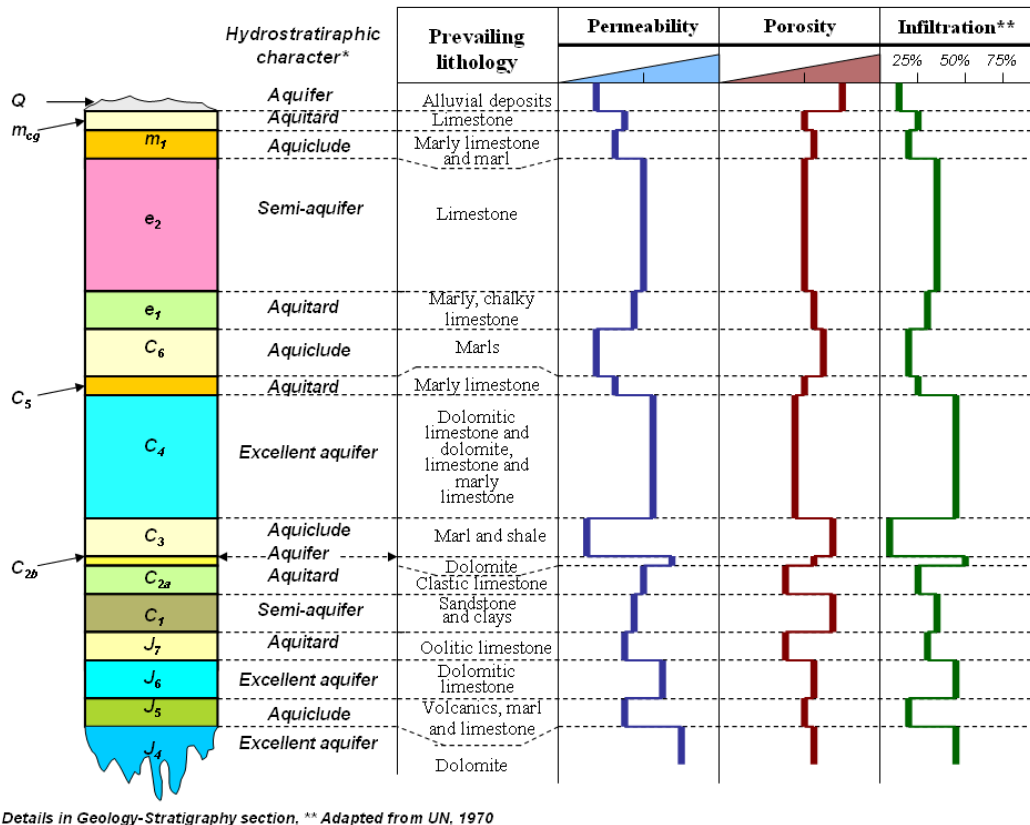 Hydrostratiraphic character*
Prevailing lithology
Permeability
Porosity
Infiltration**
25% 50% 75%
Q
Aquifer
Alluvial deposits
m_cg
Aquitard
Limestone
m₁
Aquiclude
Marly limestone and marl
e₂
Semi-aquifer
Limestone
e₁
Aquitard
Marly, chalky limestone
C₆
Aquiclude
Marls
C₅
Aquitard
Marly limestone
C₄
Excellent aquifer
Dolomitic limestone and dolomite, limestone and marly limestone
C₃
Aquiclude
Marl and shale
C₂b
Aquifer
Dolomite
C₂a
Aquitard
Clastic limestone
C₁
Semi-aquifer
Sandstone and clays
J₇
Aquitard
Oolitic limestone
J₆
Excellent aquifer
Dolomitic limestone
J₅
Aquiclude
Volcanics, marl and limestone
J₄
Excellent aquifer
Dolomite
Details in Geology-Stratigraphy section, ** Adapted from UN, 1970